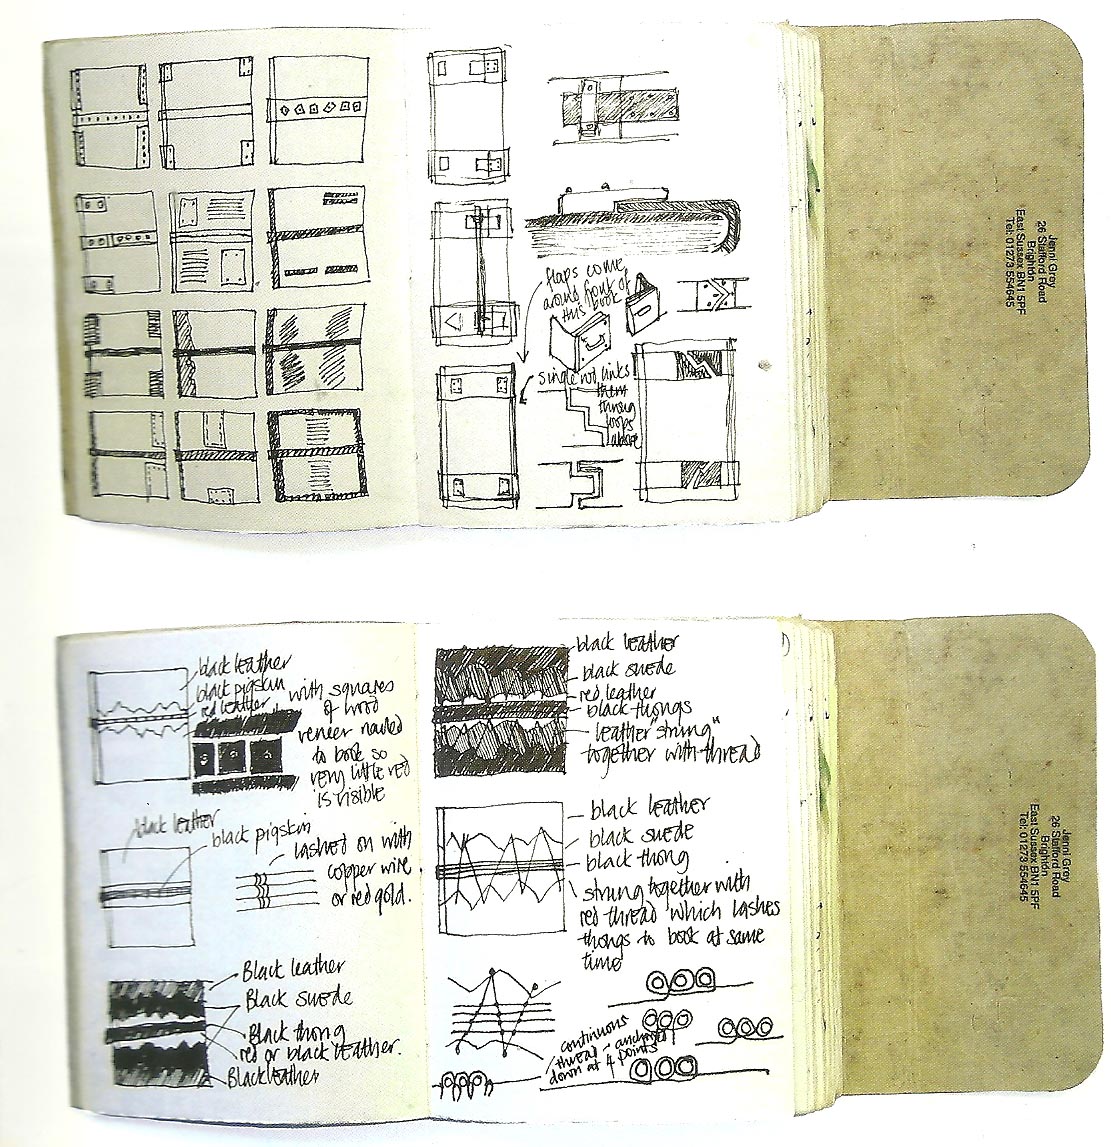 flaps come
around front of
this book
single rod links
them
through
loops
above
Jenni Grey
26 Stafford Road
Brighton
East Sussex BN1 5PF
Tel: 01273 554645
black leather
black pigskin
red leather
with squares
of wood
veneer nailed
to book so
very little red
is visible
black leather
black pigskin
lashed on with
copper wire
or red gold.
Black leather
Black suede
Black thong
red or black leather.
Black leather
black leather
black suede
red leather
black thongs
leather "strung"
together with thread
black leather
black suede
black thong
strung together with
red thread which lashes
thongs to book at same
time
continuous
thread - anchored
down at 4 points
Jenni Grey
26 Stafford Road
Brighton
East Sussex BN1 5PF
Tel: 01273 554645